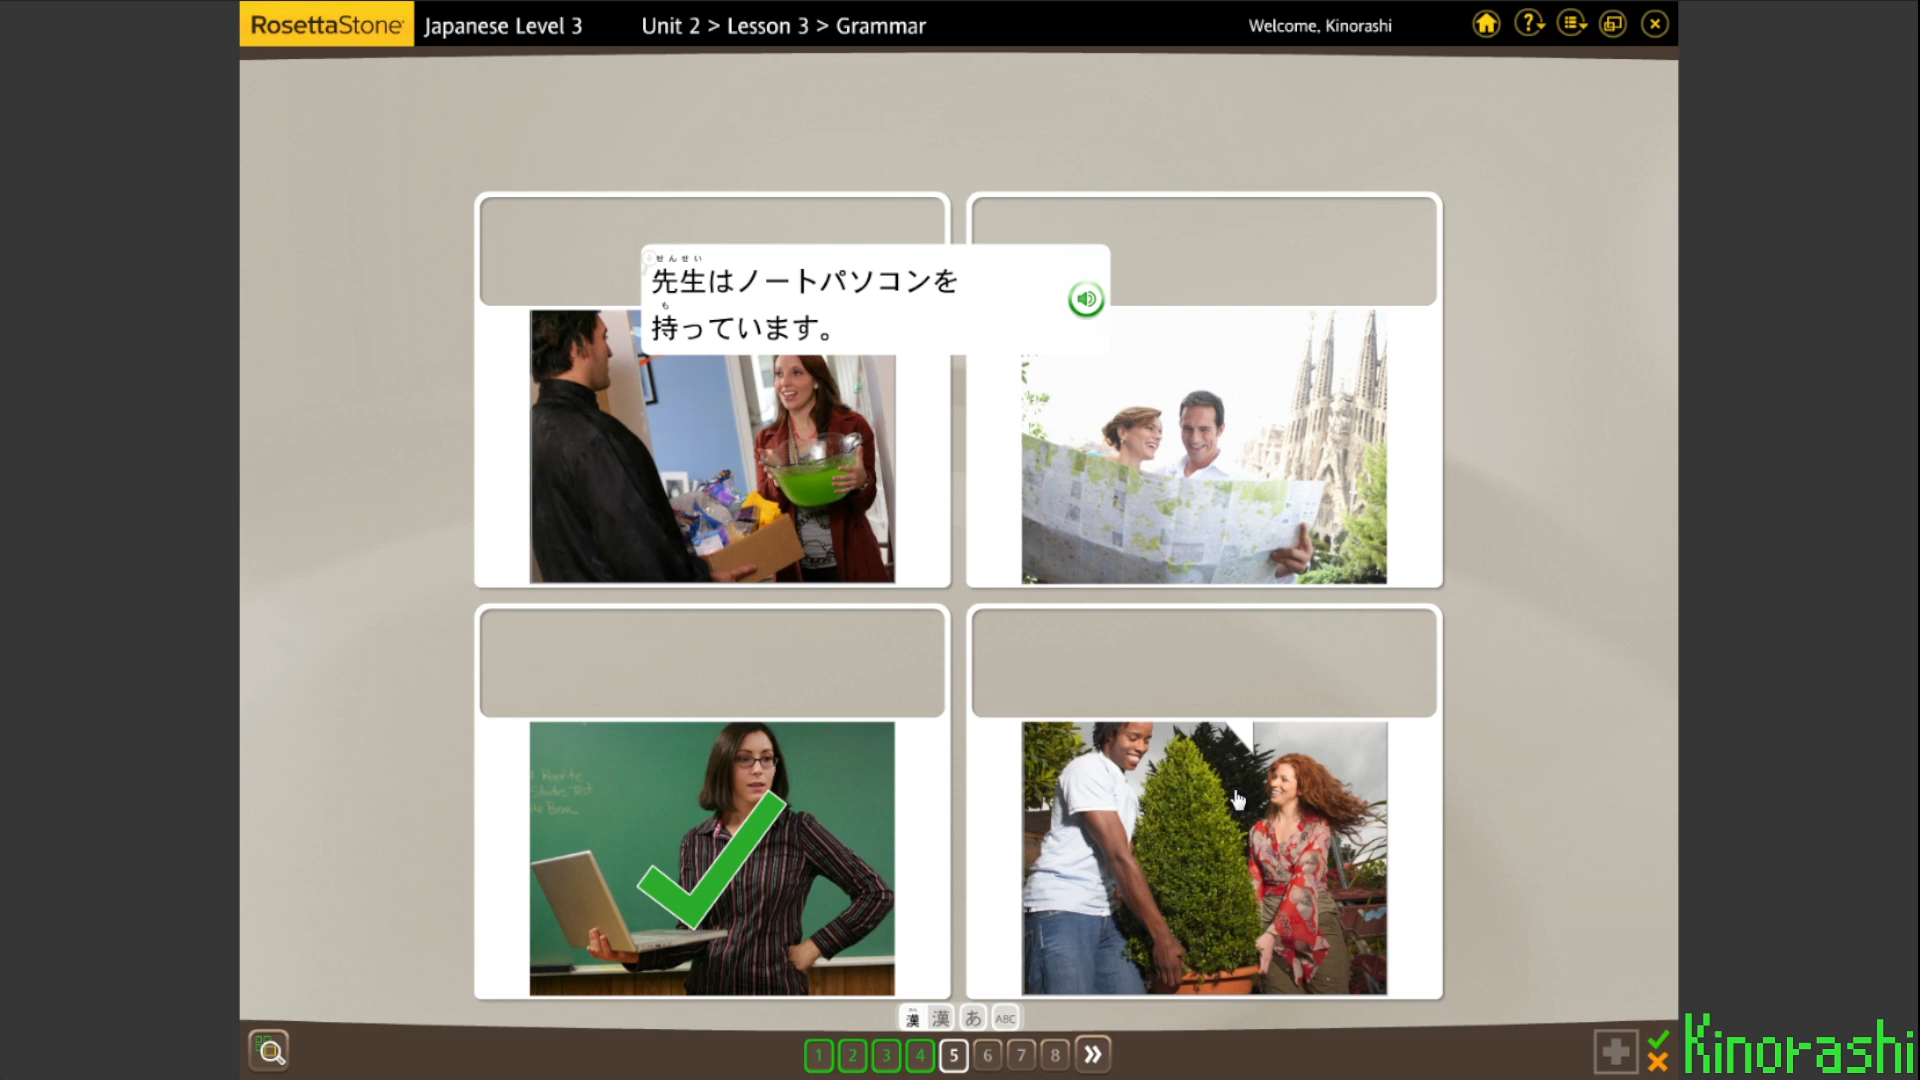 RosettaStone
Japanese Level 3
Unit 2 > Lesson 3 > Grammar
Welcome, Kinorashi
せんせい
先生はノートパソコンを
も
持っています。
漢 漢 あ ABC
1 2 3 4 5 6 7 8
Kinorashi